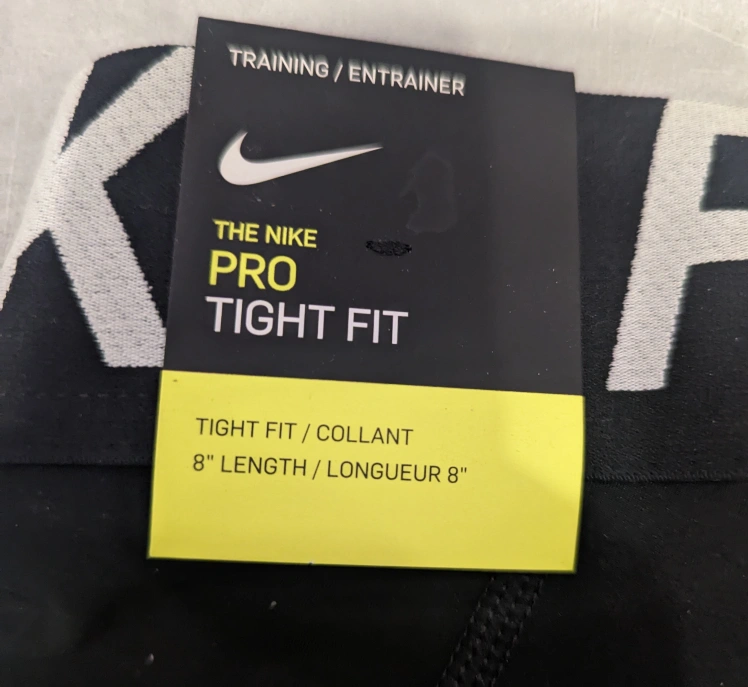 TRAINING / ENTRAINER
THE NIKE
PRO
TIGHT FIT
TIGHT FIT / COLLANT
8" LENGTH / LONGUEUR 8"
K P